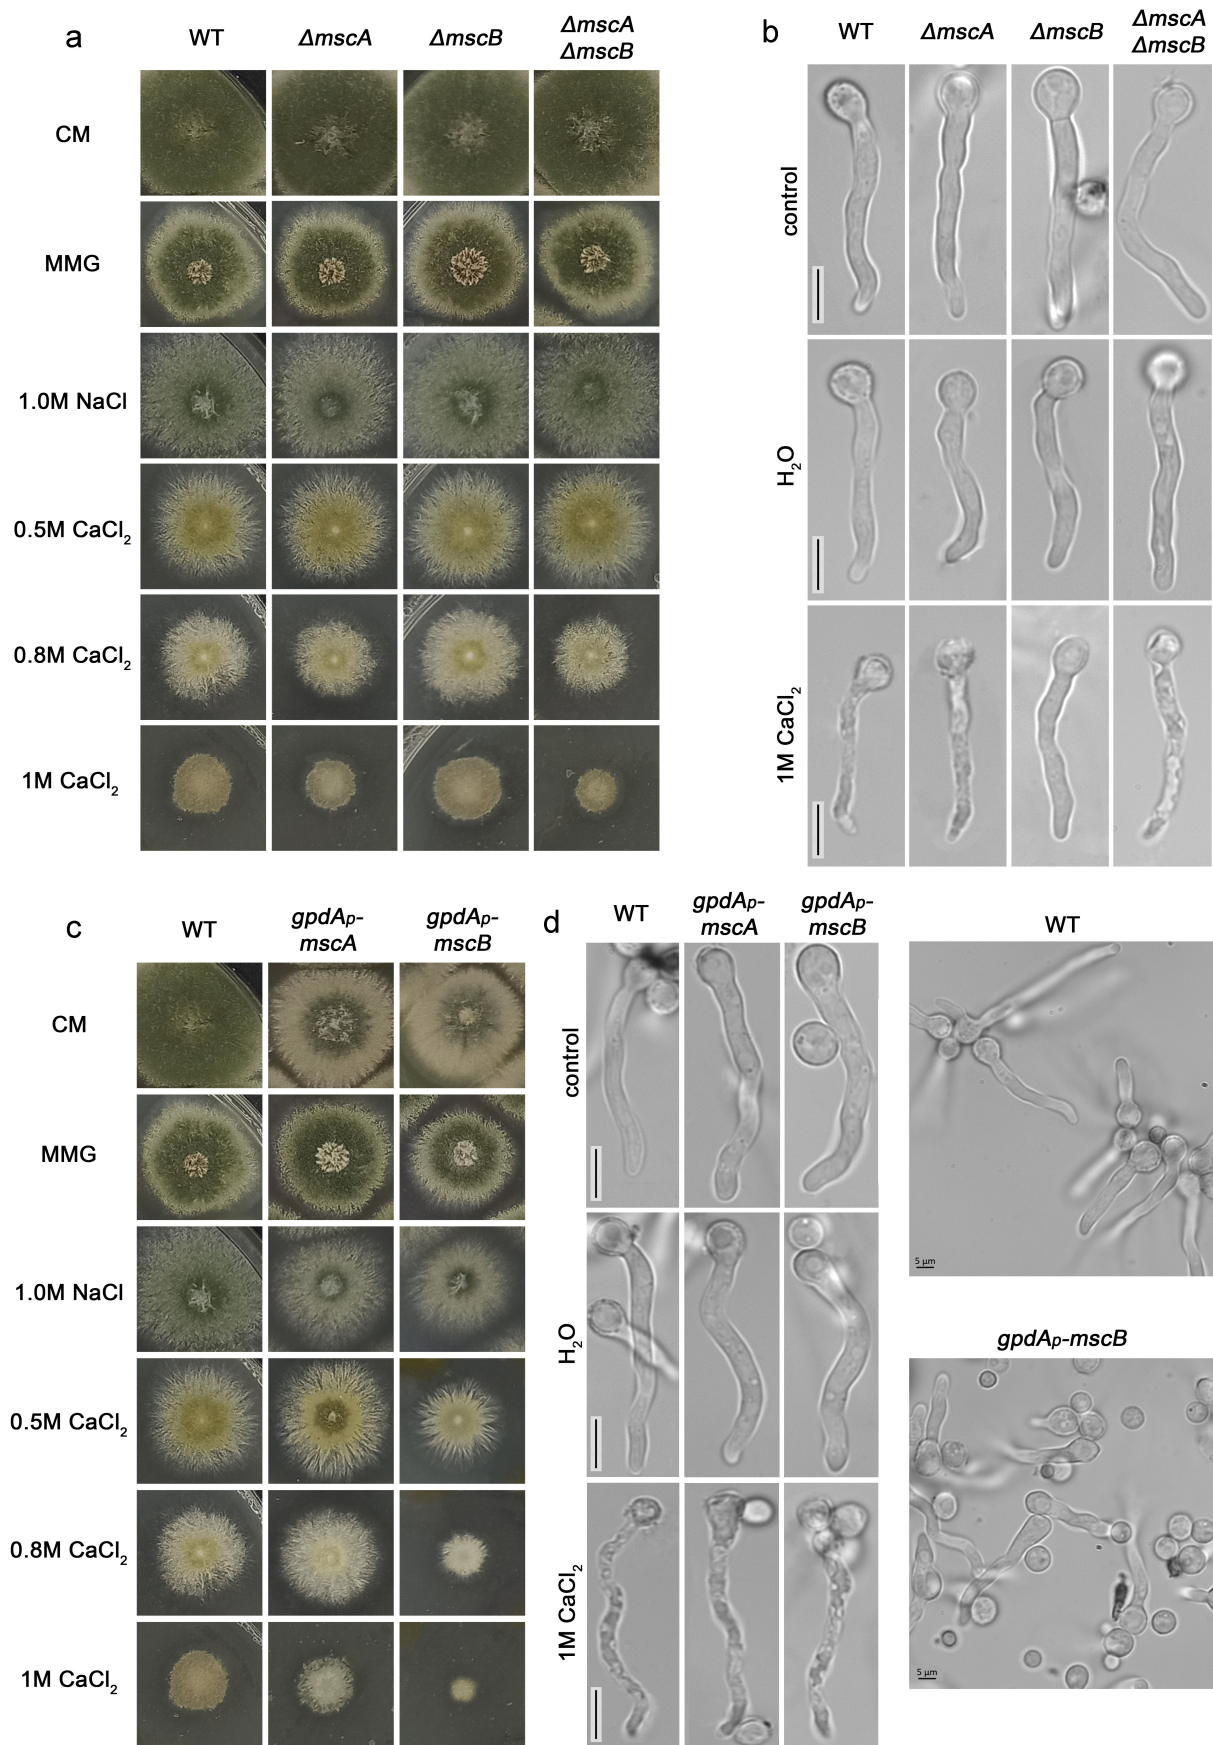 a
WT
ΔmscA
ΔmscB
ΔmscA
ΔmscB
CM
MMG
1.0M NaCl
0.5M CaCl₂
0.8M CaCl₂
1M CaCl₂
b
WT
ΔmscA
ΔmscB
ΔmscA
ΔmscB
control
H₂O
1M CaCl₂
c
WT
gpdAp-
mscA
gpdAp-
mscB
CM
MMG
1.0M NaCl
0.5M CaCl₂
0.8M CaCl₂
1M CaCl₂
d
WT
gpdAp-
mscA
gpdAp-
mscB
control
H₂O
1M CaCl₂
WT
5 µm
gpdAp-mscB
5 µm